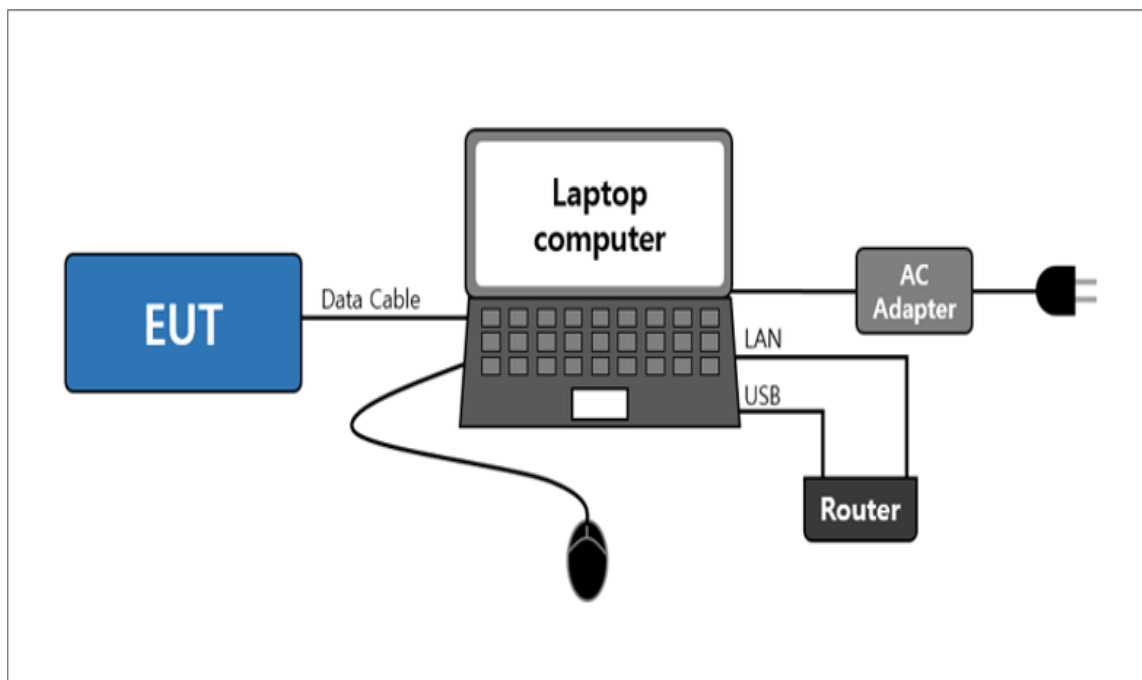 Laptop
computer
EUT
Data Cable
AC
Adapter
LAN
USB
Router